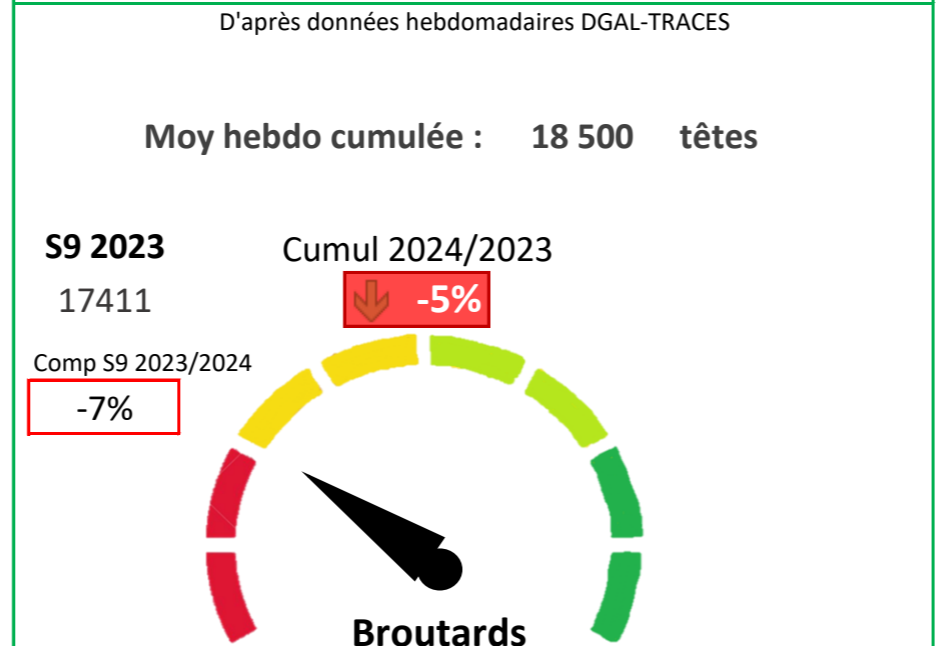 D'après données hebdomadaires DGAL-TRACES
Moy hebdo cumulée : 18 500 têtes
S9 2023
17411
Cumul 2024/2023
-5%
Comp S9 2023/2024
-7%
Broutards